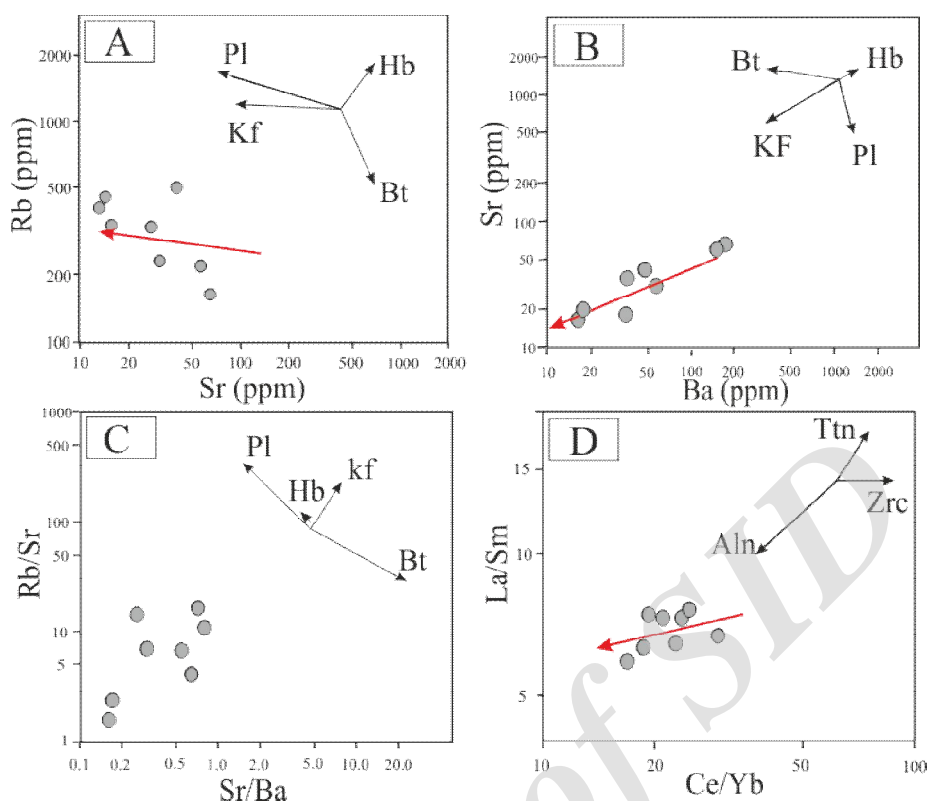 A
2000
1000
500
200
100
Rb (ppm)
Pl
Hb
Kf
Bt
10 20 50 100 200 500 1000 2000
Sr (ppm)
B
2000
1000
500
200
100
50
20
10
Sr (ppm)
Bt
Hb
KF
Pl
10 20 50 100 200 500 1000 2000
Ba (ppm)
C
1000
500
100
50
10
5
1
Rb/Sr
Pl
Hb
kf
Bt
0.1 0.2 0.5 1.0 2.0 5.0 10.0 20.0
Sr/Ba
D
15
10
5
La/Sm
Ttn
Zrc
Aln
10 20 50 100
Ce/Yb
of SID